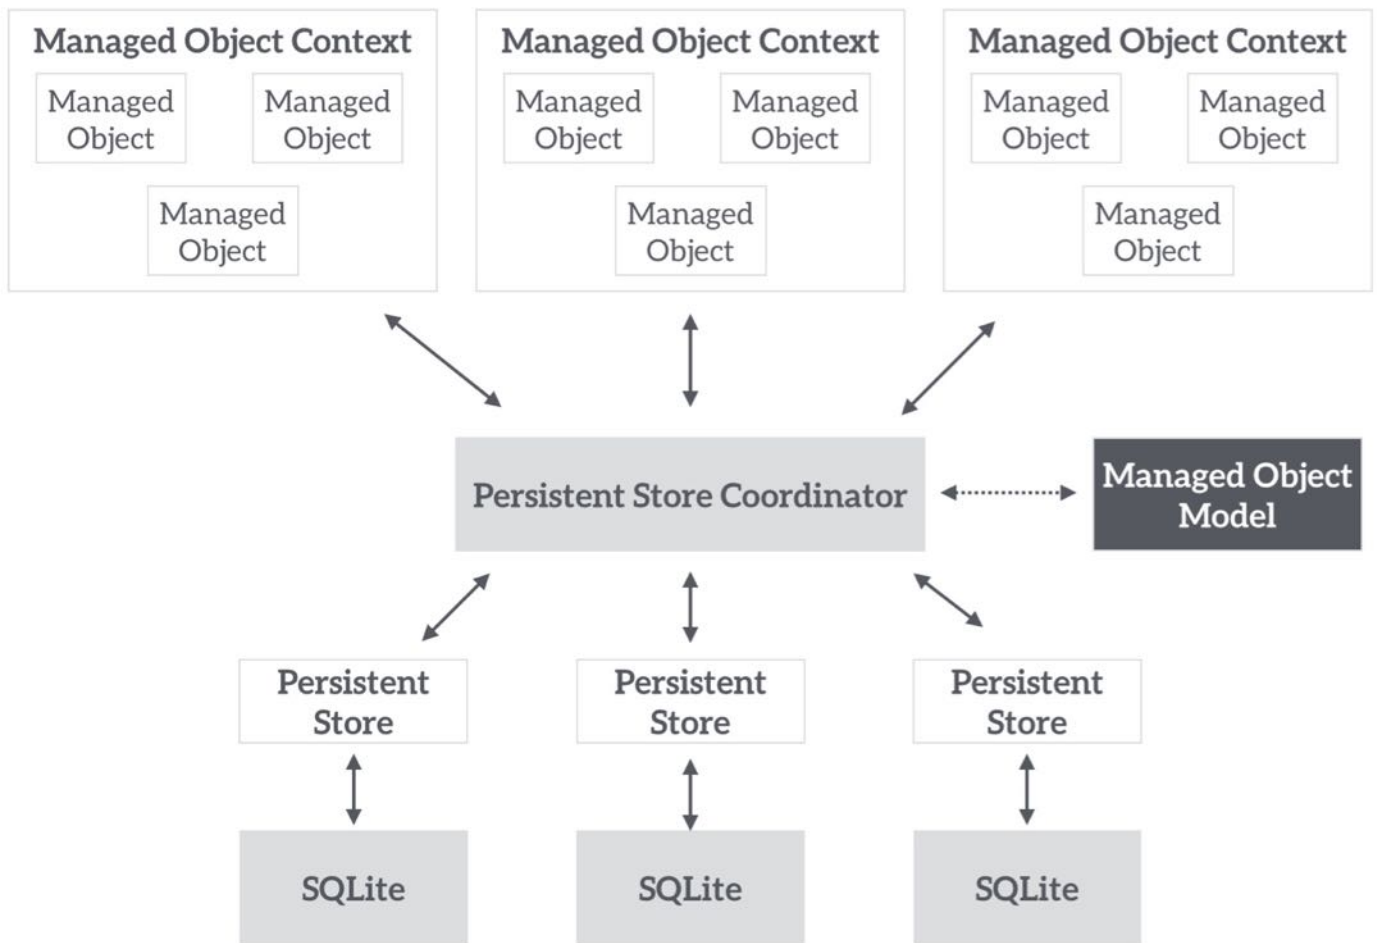 Managed Object Context
Managed
Object
Managed
Object
Managed
Object
Managed Object Context
Managed
Object
Managed
Object
Managed
Object
Managed Object Context
Managed
Object
Managed
Object
Managed
Object
Persistent Store Coordinator
Managed Object
Model
Persistent
Store
Persistent
Store
Persistent
Store
SQLite
SQLite
SQLite